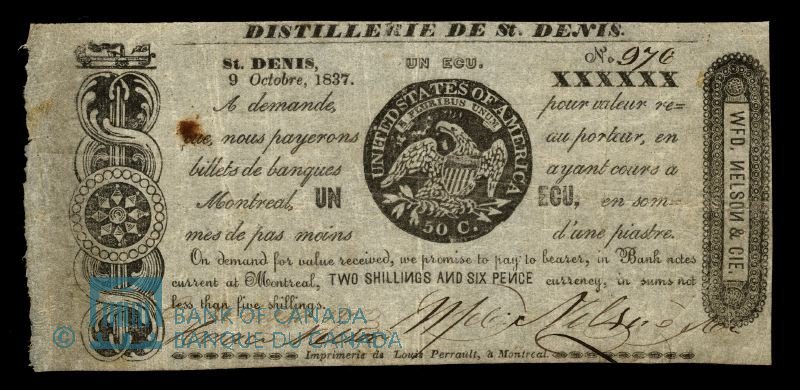 DISTILLERIE DE St. DENIS.
St. DENIS, UN ECU. No. 976
9 Octobre, 1837. XXXXXX
A demande, pour valeur re=
çue, nous payerons au porteur, en
billets de banques ayant cours a
Montreal, UN ECU, en som-
mes de pas moins d'une piastre.
UNITED STATES OF AMERICA
E PLURIBUS UNUM
50 C.
On demand for value received, we promise to pay to bearer, in Bank notes
current at Montreal, TWO SHILLINGS AND SIX PENCE currency, in sums not
less than five shillings.
Nelson
Imprimerie de Louis Perrault, à Montreal.
WFD. NELSON & CIE.
© BANK OF CANADA
BANQUE DU CANADA